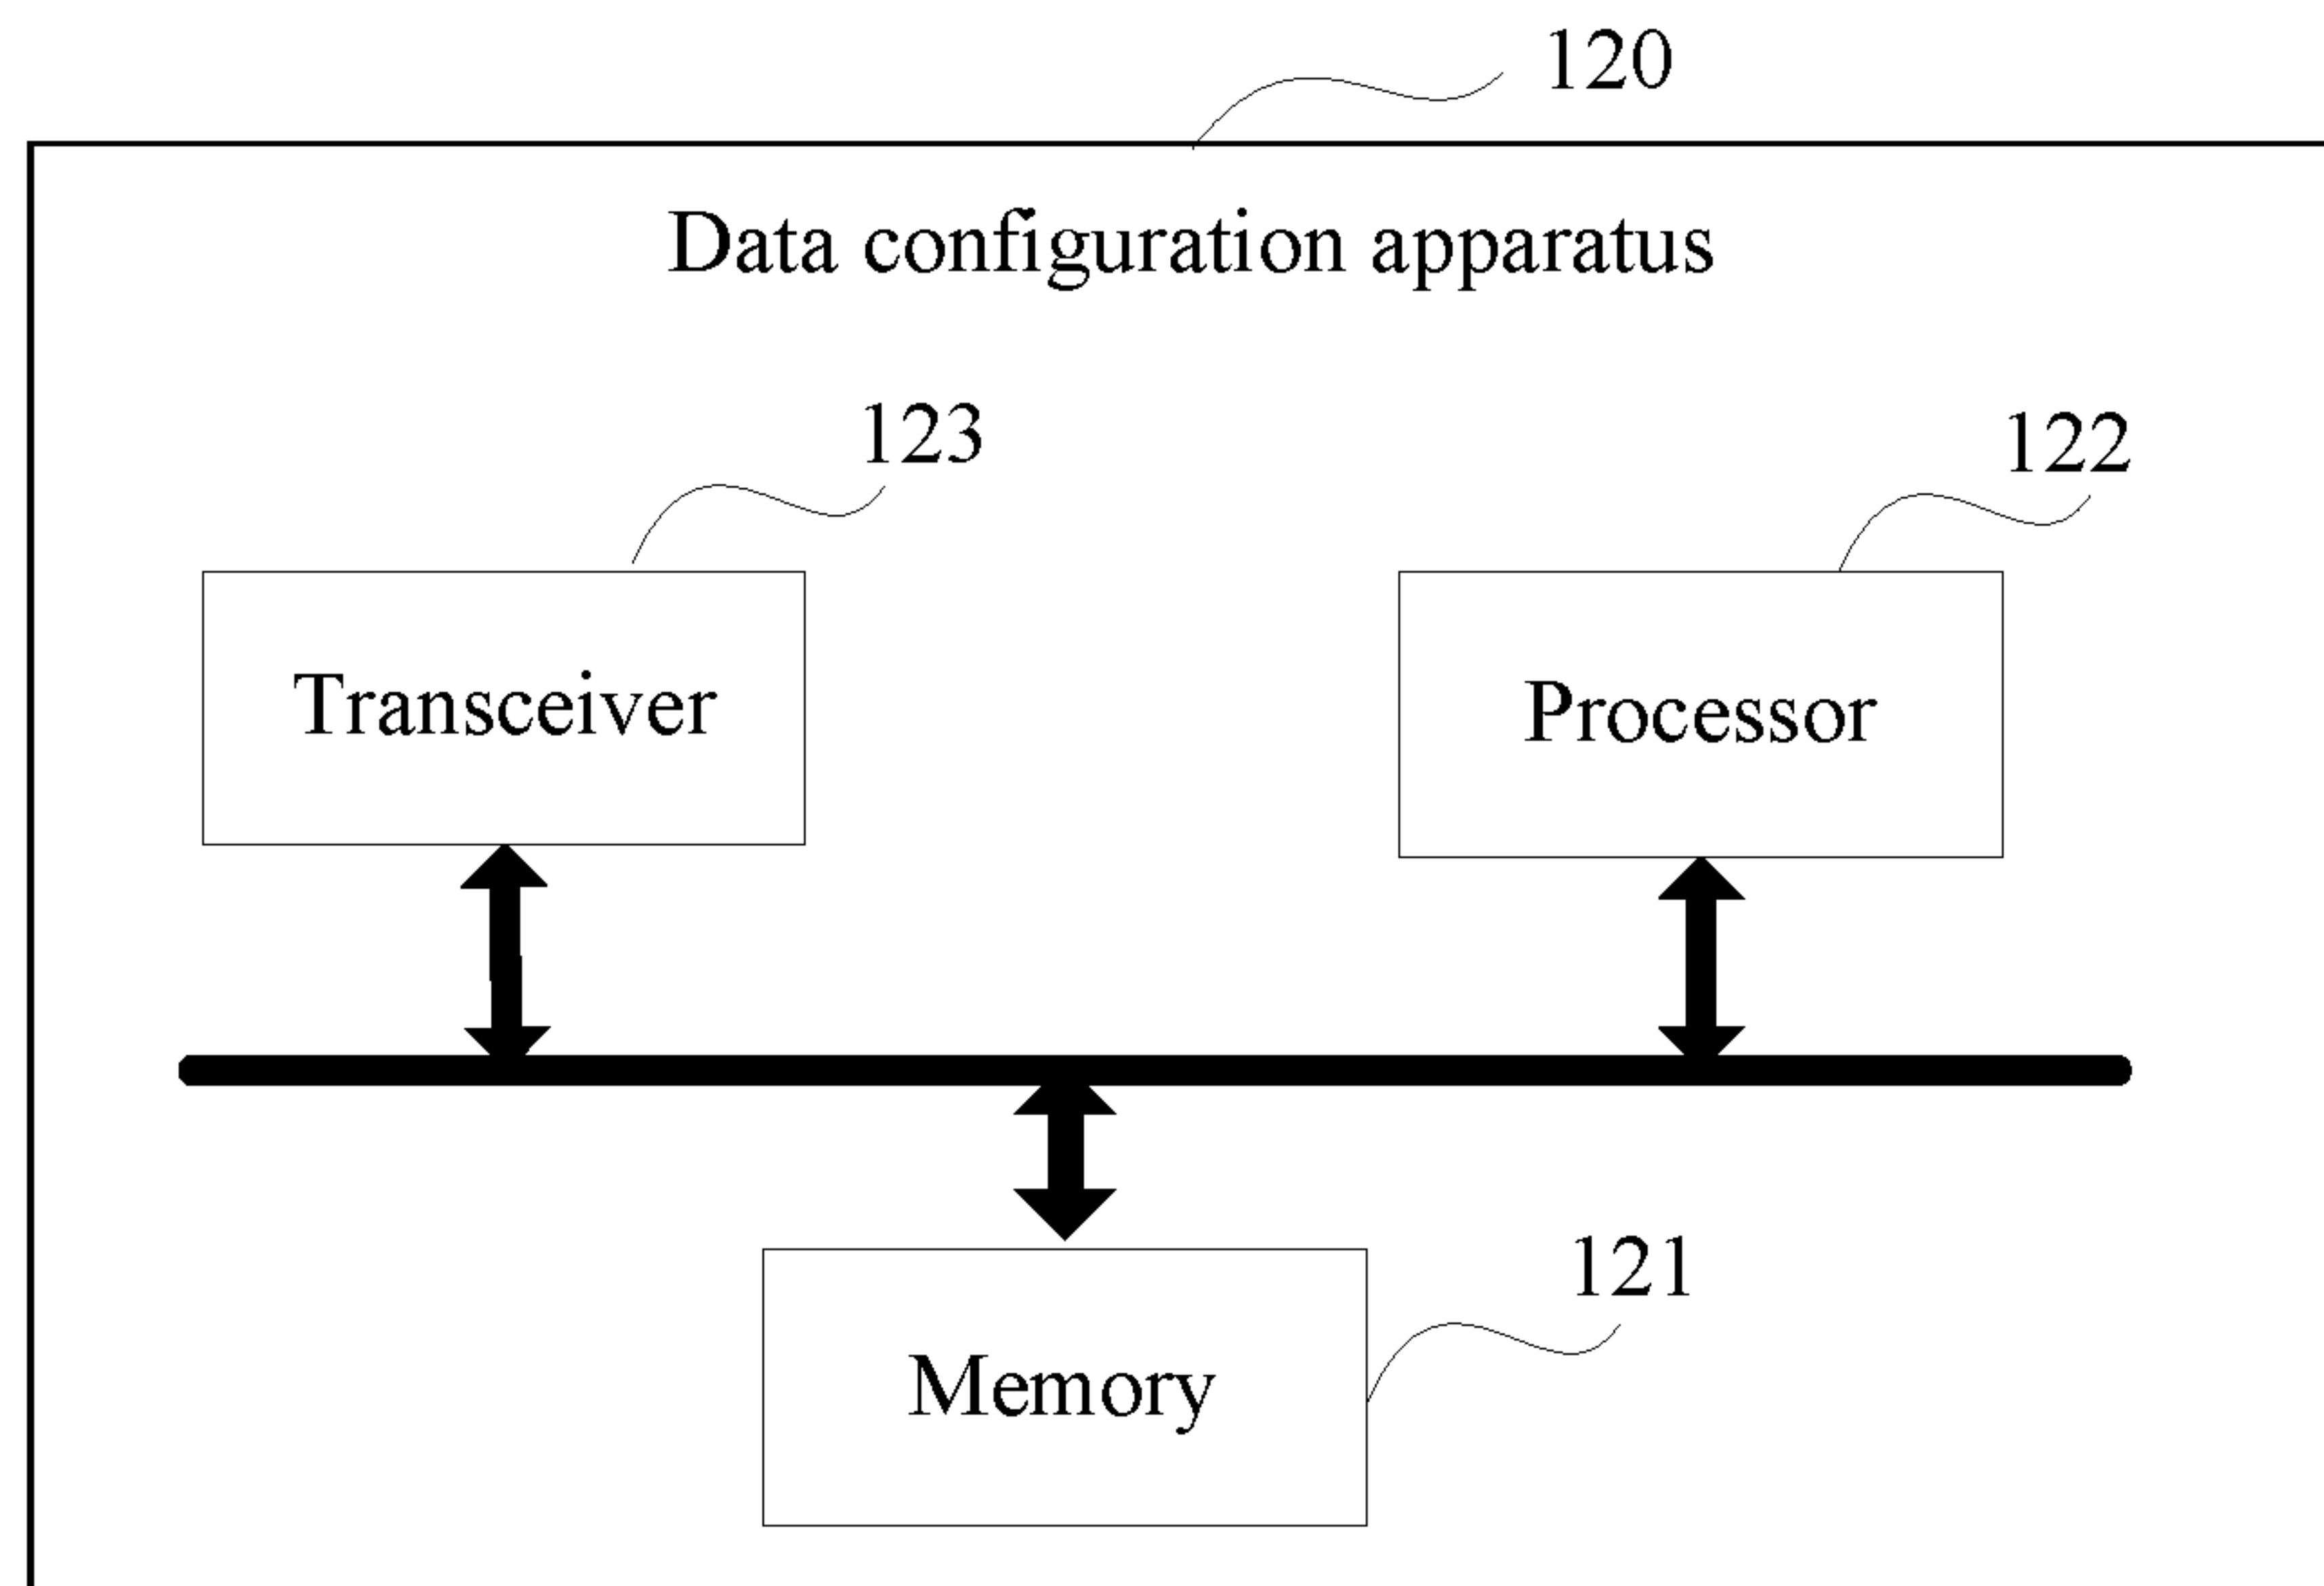 120
Data configuration apparatus
123
122
Transceiver
Processor
121
Memory